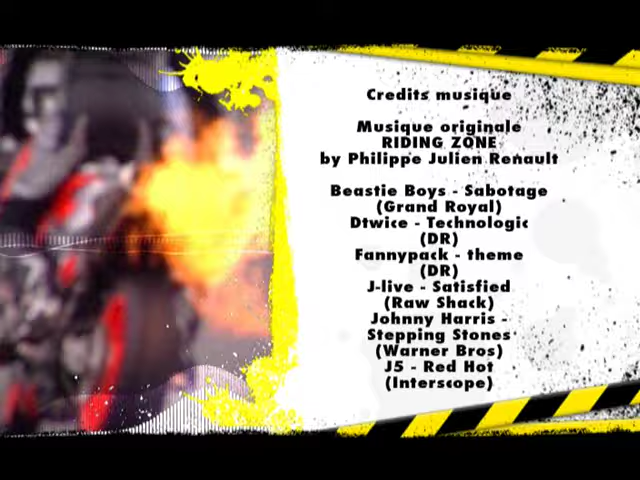 Credits musique
Musique originale
RIDING ZONE
by Philippe Julien Renault
Beastie Boys - Sabotage
(Grand Royal)
Dtwice - Technologic
(DR)
Fannypack - theme
(DR)
J-live - Satisfied
(Raw Shack)
Johnny Harris -
Stepping Stones
(Warner Bros)
J5 - Red Hot
(Interscope)